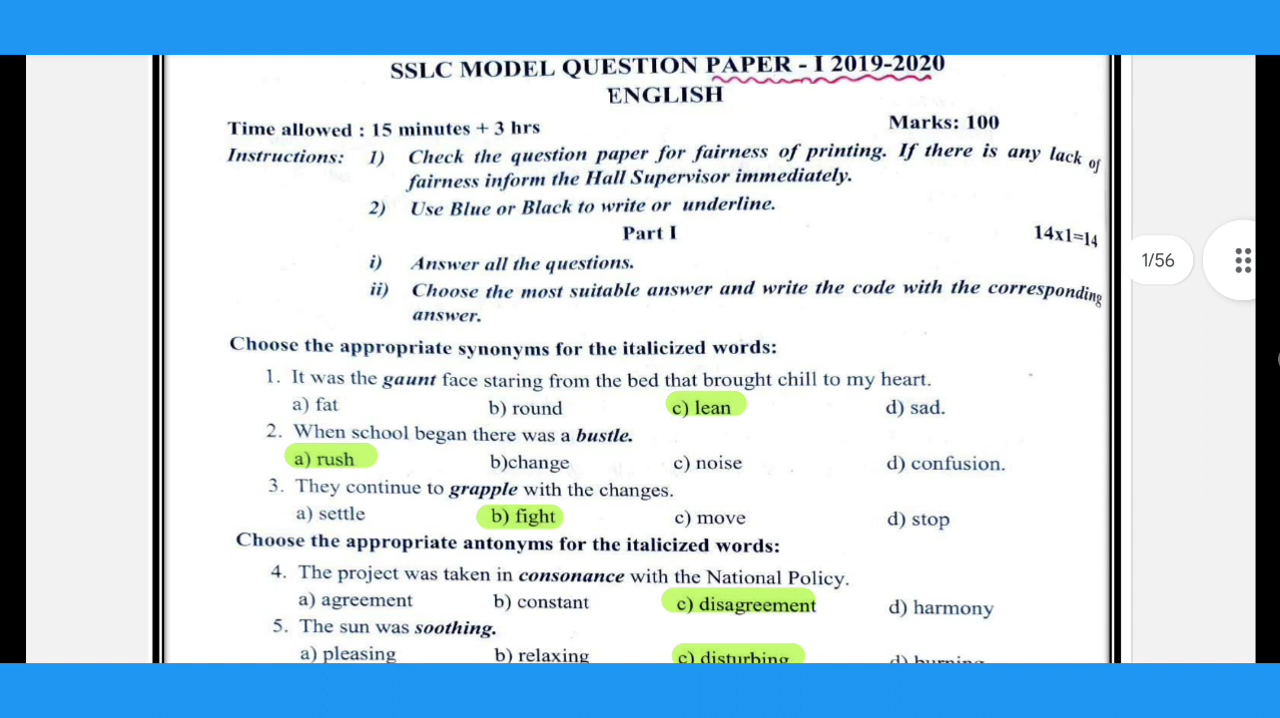 SSLC MODEL QUESTION PAPER - I 2019-2020
ENGLISH
Time allowed : 15 minutes + 3 hrs Marks: 100
Instructions: 1) Check the question paper for fairness of printing. If there is any lack of
fairness inform the Hall Supervisor immediately.
2) Use Blue or Black to write or underline.
Part I 14x1=14
i) Answer all the questions.
ii) Choose the most suitable answer and write the code with the corresponding
answer.
1/56
Choose the appropriate synonyms for the italicized words:
1. It was the gaunt face staring from the bed that brought chill to my heart.
a) fat b) round c) lean d) sad.
2. When school began there was a bustle.
a) rush b)change c) noise d) confusion.
3. They continue to grapple with the changes.
a) settle b) fight c) move d) stop
Choose the appropriate antonyms for the italicized words:
4. The project was taken in consonance with the National Policy.
a) agreement b) constant c) disagreement d) harmony
5. The sun was soothing.
a) pleasing b) relaxing c) disturbing d) burning